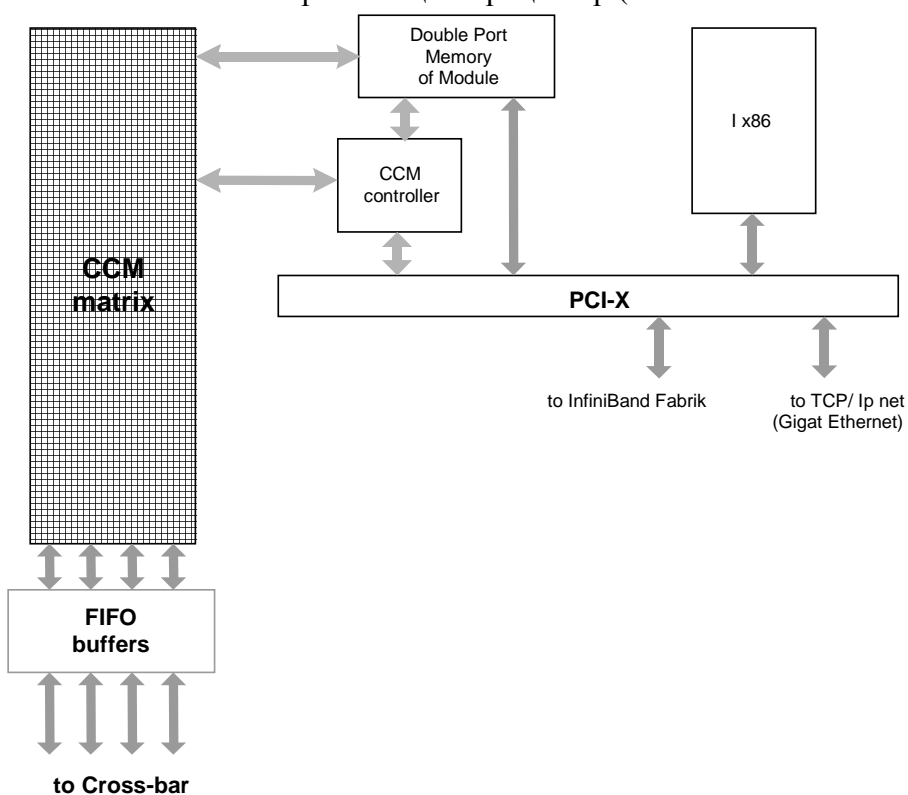 Double Port
Memory
of Module
I x86
CCM
controller
CCM
matrix
PCI-X
to InfiniBand Fabrik
to TCP/ Ip net
(Gigat Ethernet)
FIFO
buffers
to Cross-bar